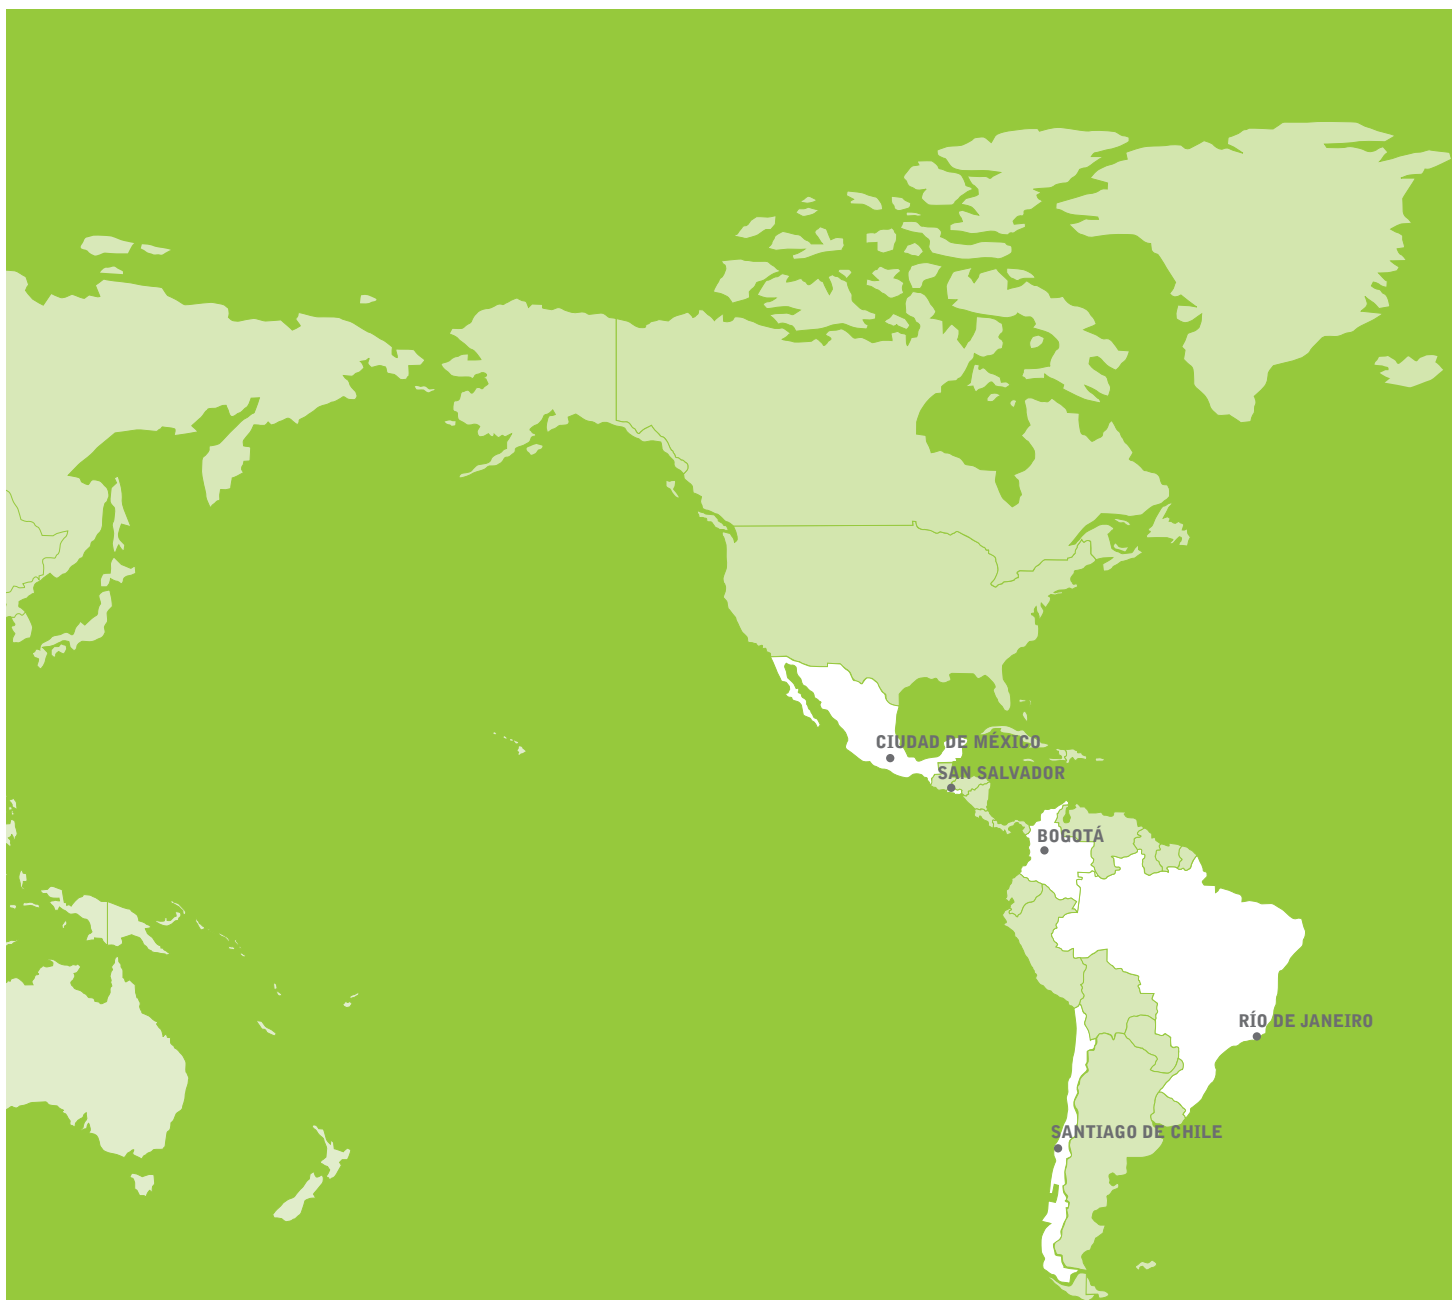 CIUDAD DE MÉXICO
SAN SALVADOR
BOGOTÁ
RÍO DE JANEIRO
SANTIAGO DE CHILE